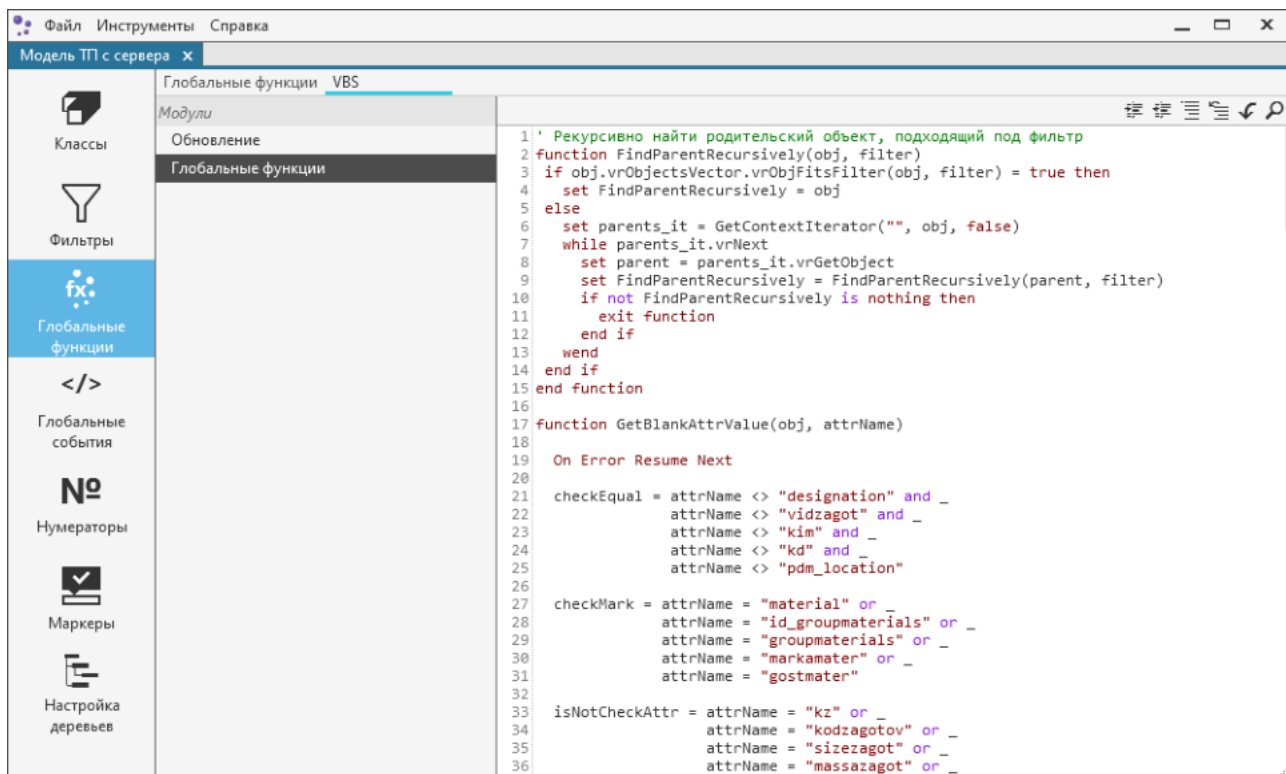 Файл Инструменты Справка
Модель ТП с сервера x
Классы
Фильтры
fx
Глобальные
функции
</>
Глобальные
события
№
Нумераторы
Маркеры
Настройка
деревьев
Глобальные функции VBS
Модули
Обновление
Глобальные функции
1 ' Рекурсивно найти родительский объект, подходящий под фильтр
2 function FindParentRecursively(obj, filter)
3 if obj.vrObjectsVector.vrObjFitsFilter(obj, filter) = true then
4 set FindParentRecursively = obj
5 else
6 set parents_it = GetContextIterator("", obj, false)
7 while parents_it.vrNext
8 set parent = parents_it.vrGetObject
9 set FindParentRecursively = FindParentRecursively(parent, filter)
10 if not FindParentRecursively is nothing then
11 exit function
12 end if
13 wend
14 end if
15 end function
16
17 function GetBlankAttrValue(obj, attrName)
18
19 On Error Resume Next
20
21 checkEqual = attrName <> "designation" and _
22 attrName <> "vidzagot" and _
23 attrName <> "kim" and _
24 attrName <> "kd" and _
25 attrName <> "pdm_location"
26
27 checkMark = attrName = "material" or _
28 attrName = "id_groupmaterials" or _
29 attrName = "groupmaterials" or _
30 attrName = "markamater" or _
31 attrName = "gostmater"
32
33 isNotCheckAttr = attrName = "kz" or _
34 attrName = "kodzagotov" or _
35 attrName = "sizezagot" or _
36 attrName = "massazagot" or _